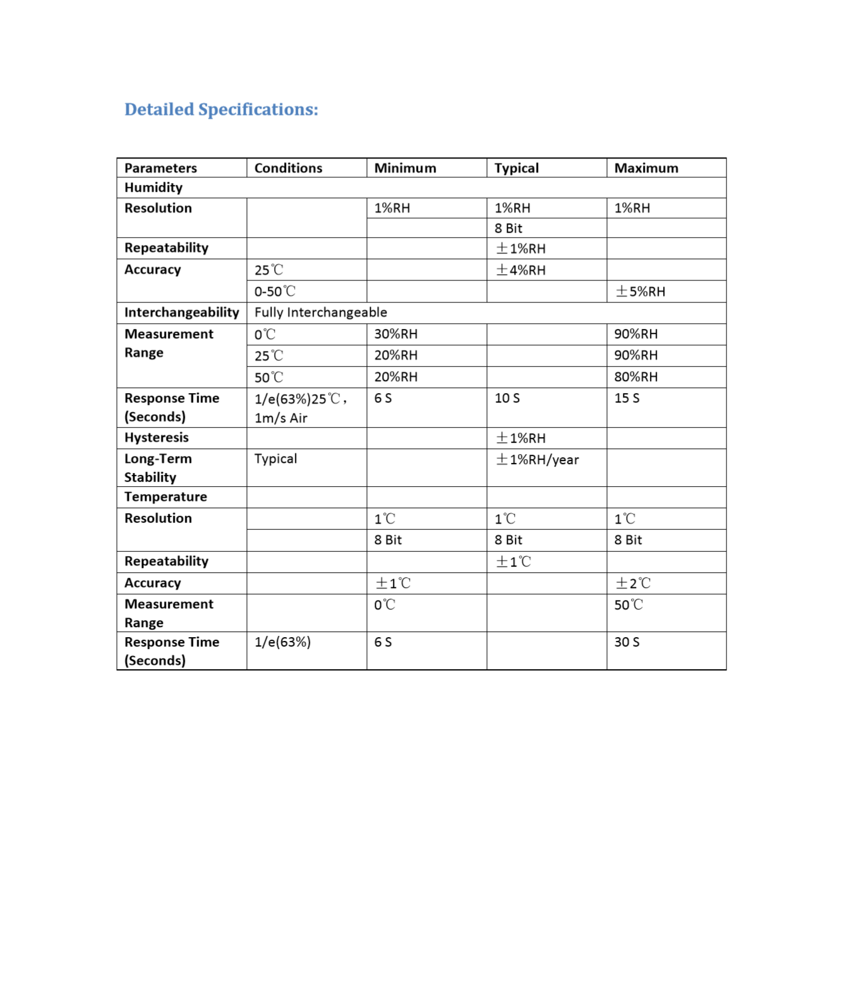 Detailed Specifications:
Parameters Conditions Minimum Typical Maximum
Humidity
Resolution 1%RH 1%RH 1%RH
8 Bit
Repeatability ±1%RH
Accuracy 25℃ ±4%RH
0-50℃ ±5%RH
Interchangeability Fully Interchangeable
Measurement 0℃ 30%RH 90%RH
Range 25℃ 20%RH 90%RH
50℃ 20%RH 80%RH
Response Time 1/e(63%)25℃, 6 S 10 S 15 S
(Seconds) 1m/s Air
Hysteresis ±1%RH
Long-Term Typical ±1%RH/year
Stability
Temperature
Resolution 1℃ 1℃ 1℃
8 Bit 8 Bit 8 Bit
Repeatability ±1℃
Accuracy ±1℃ ±2℃
Measurement 0℃ 50℃
Range
Response Time 1/e(63%) 6 S 30 S
(Seconds)